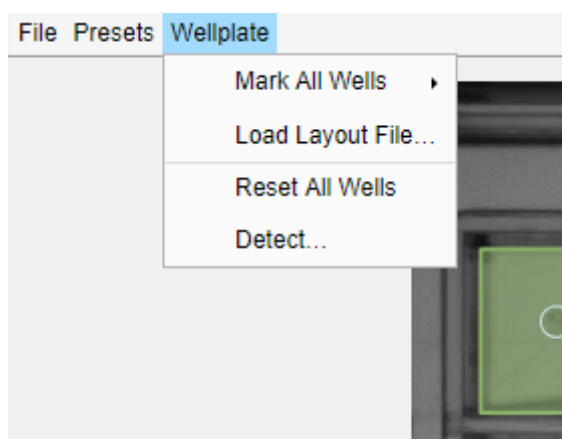 File Presets Wellplate
Mark All Wells
Load Layout File...
Reset All Wells
Detect...